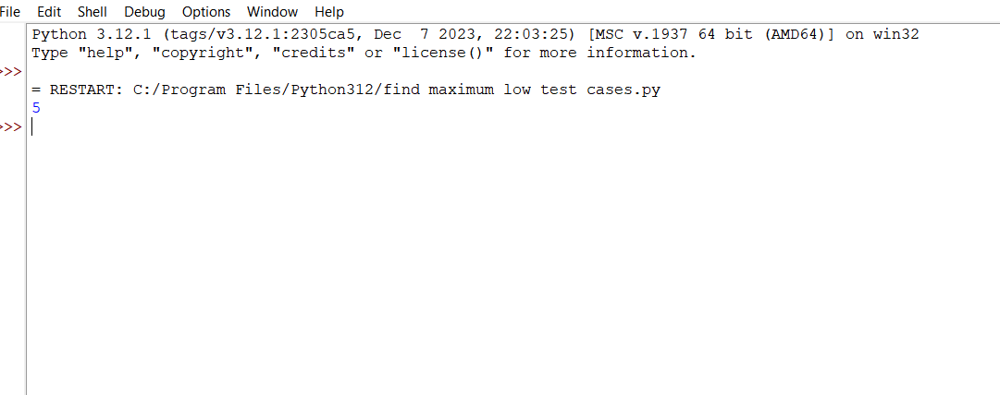 File Edit Shell Debug Options Window Help
Python 3.12.1 (tags/v3.12.1:2305ca5, Dec  7 2023, 22:03:25) [MSC v.1937 64 bit (AMD64)] on win32
Type "help", "copyright", "credits" or "license()" for more information.
>>>
= RESTART: C:/Program Files/Python312/find maximum low test cases.py
5
>>>